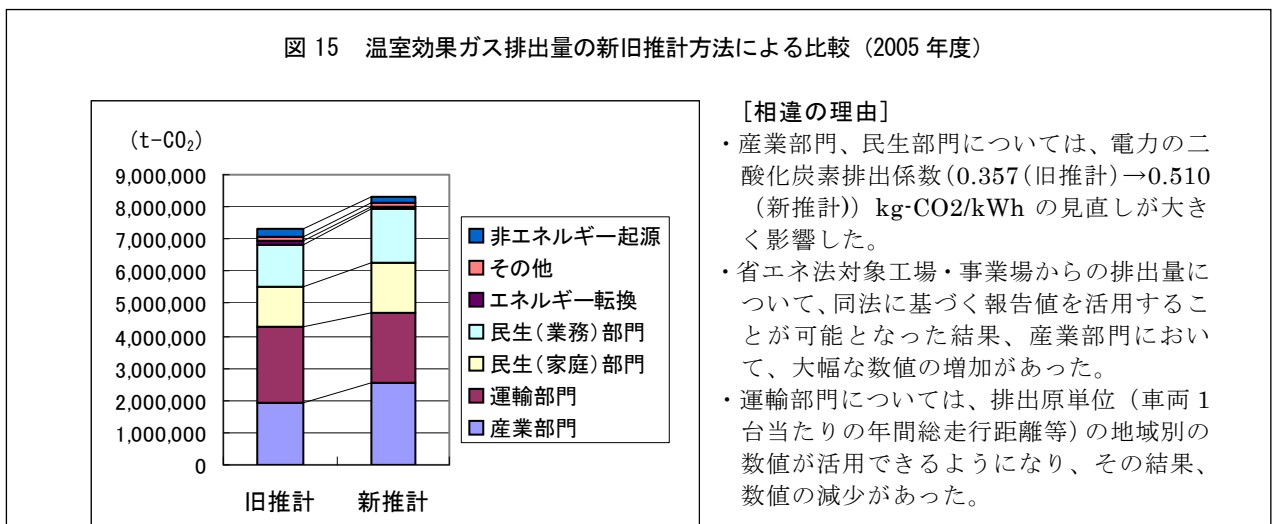 図 15　温室効果ガス排出量の新旧推計方法による比較（2005 年度）
(t-CO₂)
9,000,000
8,000,000
7,000,000
6,000,000
5,000,000
4,000,000
3,000,000
2,000,000
1,000,000
0
旧推計　新推計
非エネルギー起源
その他
エネルギー転換
民生(業務)部門
民生(家庭)部門
運輸部門
産業部門
［相違の理由］
・産業部門、民生部門については、電力の二
酸化炭素排出係数（0.357（旧推計）→0.510
（新推計)）kg-CO2/kWh の見直しが大き
く影響した。
・省エネ法対象工場・事業場からの排出量に
ついて、同法に基づく報告値を活用するこ
とが可能となった結果、産業部門におい
て、大幅な数値の増加があった。
・運輸部門については、排出原単位（車両 1
台当たりの年間総走行距離等）の地域別の
数値が活用できるようになり、その結果、
数値の減少があった。